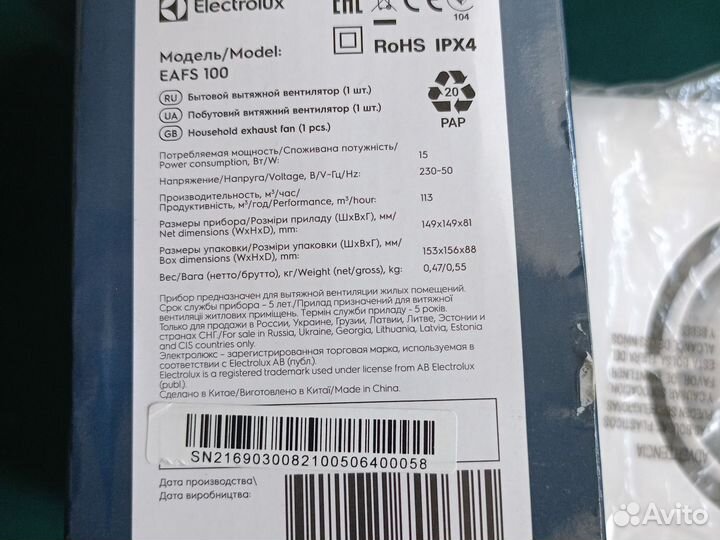 Electrolux
EAC CE 104
Модель/Model:
EAFS 100
RoHS IPX4
RU Бытовой вытяжной вентилятор (1 шт.)
UA Побутовий витяжний вентилятор (1 шт.)
GB Household exhaust fan (1 pcs.)
20
PAP
Потребляемая мощность/Споживана потужність/
Power consumption, Вт/W: 15
Напряжение/Напруга/Voltage, В/V-Гц/Hz: 230-50
Производительность, м³/час/
Продуктивність, м³/год/Performance, m³/hour: 113
Размеры прибора/Розміри приладу (ШхВхГ), мм/
Net dimensions (WxHxD), mm: 149x149x81
Размеры упаковки/Розміри упаковки (ШхВхГ), мм/
Box dimensions (WxHxD), mm: 153x156x88
Вес/Вага (нетто/брутто), кг/Weight (net/gross), kg: 0,47/0,55
Прибор предназначен для вытяжной вентиляции жилых помещений.
Срок службы прибора - 5 лет./Прилад призначений для витяжної
вентиляції житлових приміщень. Термін служби приладу - 5 років.
Только для продажи в России, Украине, Грузии, Латвии, Литве, Эстонии и
странах СНГ/For sale in Russia, Ukraine, Georgia, Lithuania, Latvia, Estonia
and CIS countries only.
Электролюкс – зарегистрированная торговая марка, используемая в
соответствии с лицензией Electrolux AB (публ.).
Electrolux is a registered trademark used under license from AB Electrolux
(publ.).
Сделано в Китае/Виготовлено в Китаї/Made in China.
SN21690300821005064 00058
Дата производства\
Дата виробництва:
ADVERTENCIA
Avito